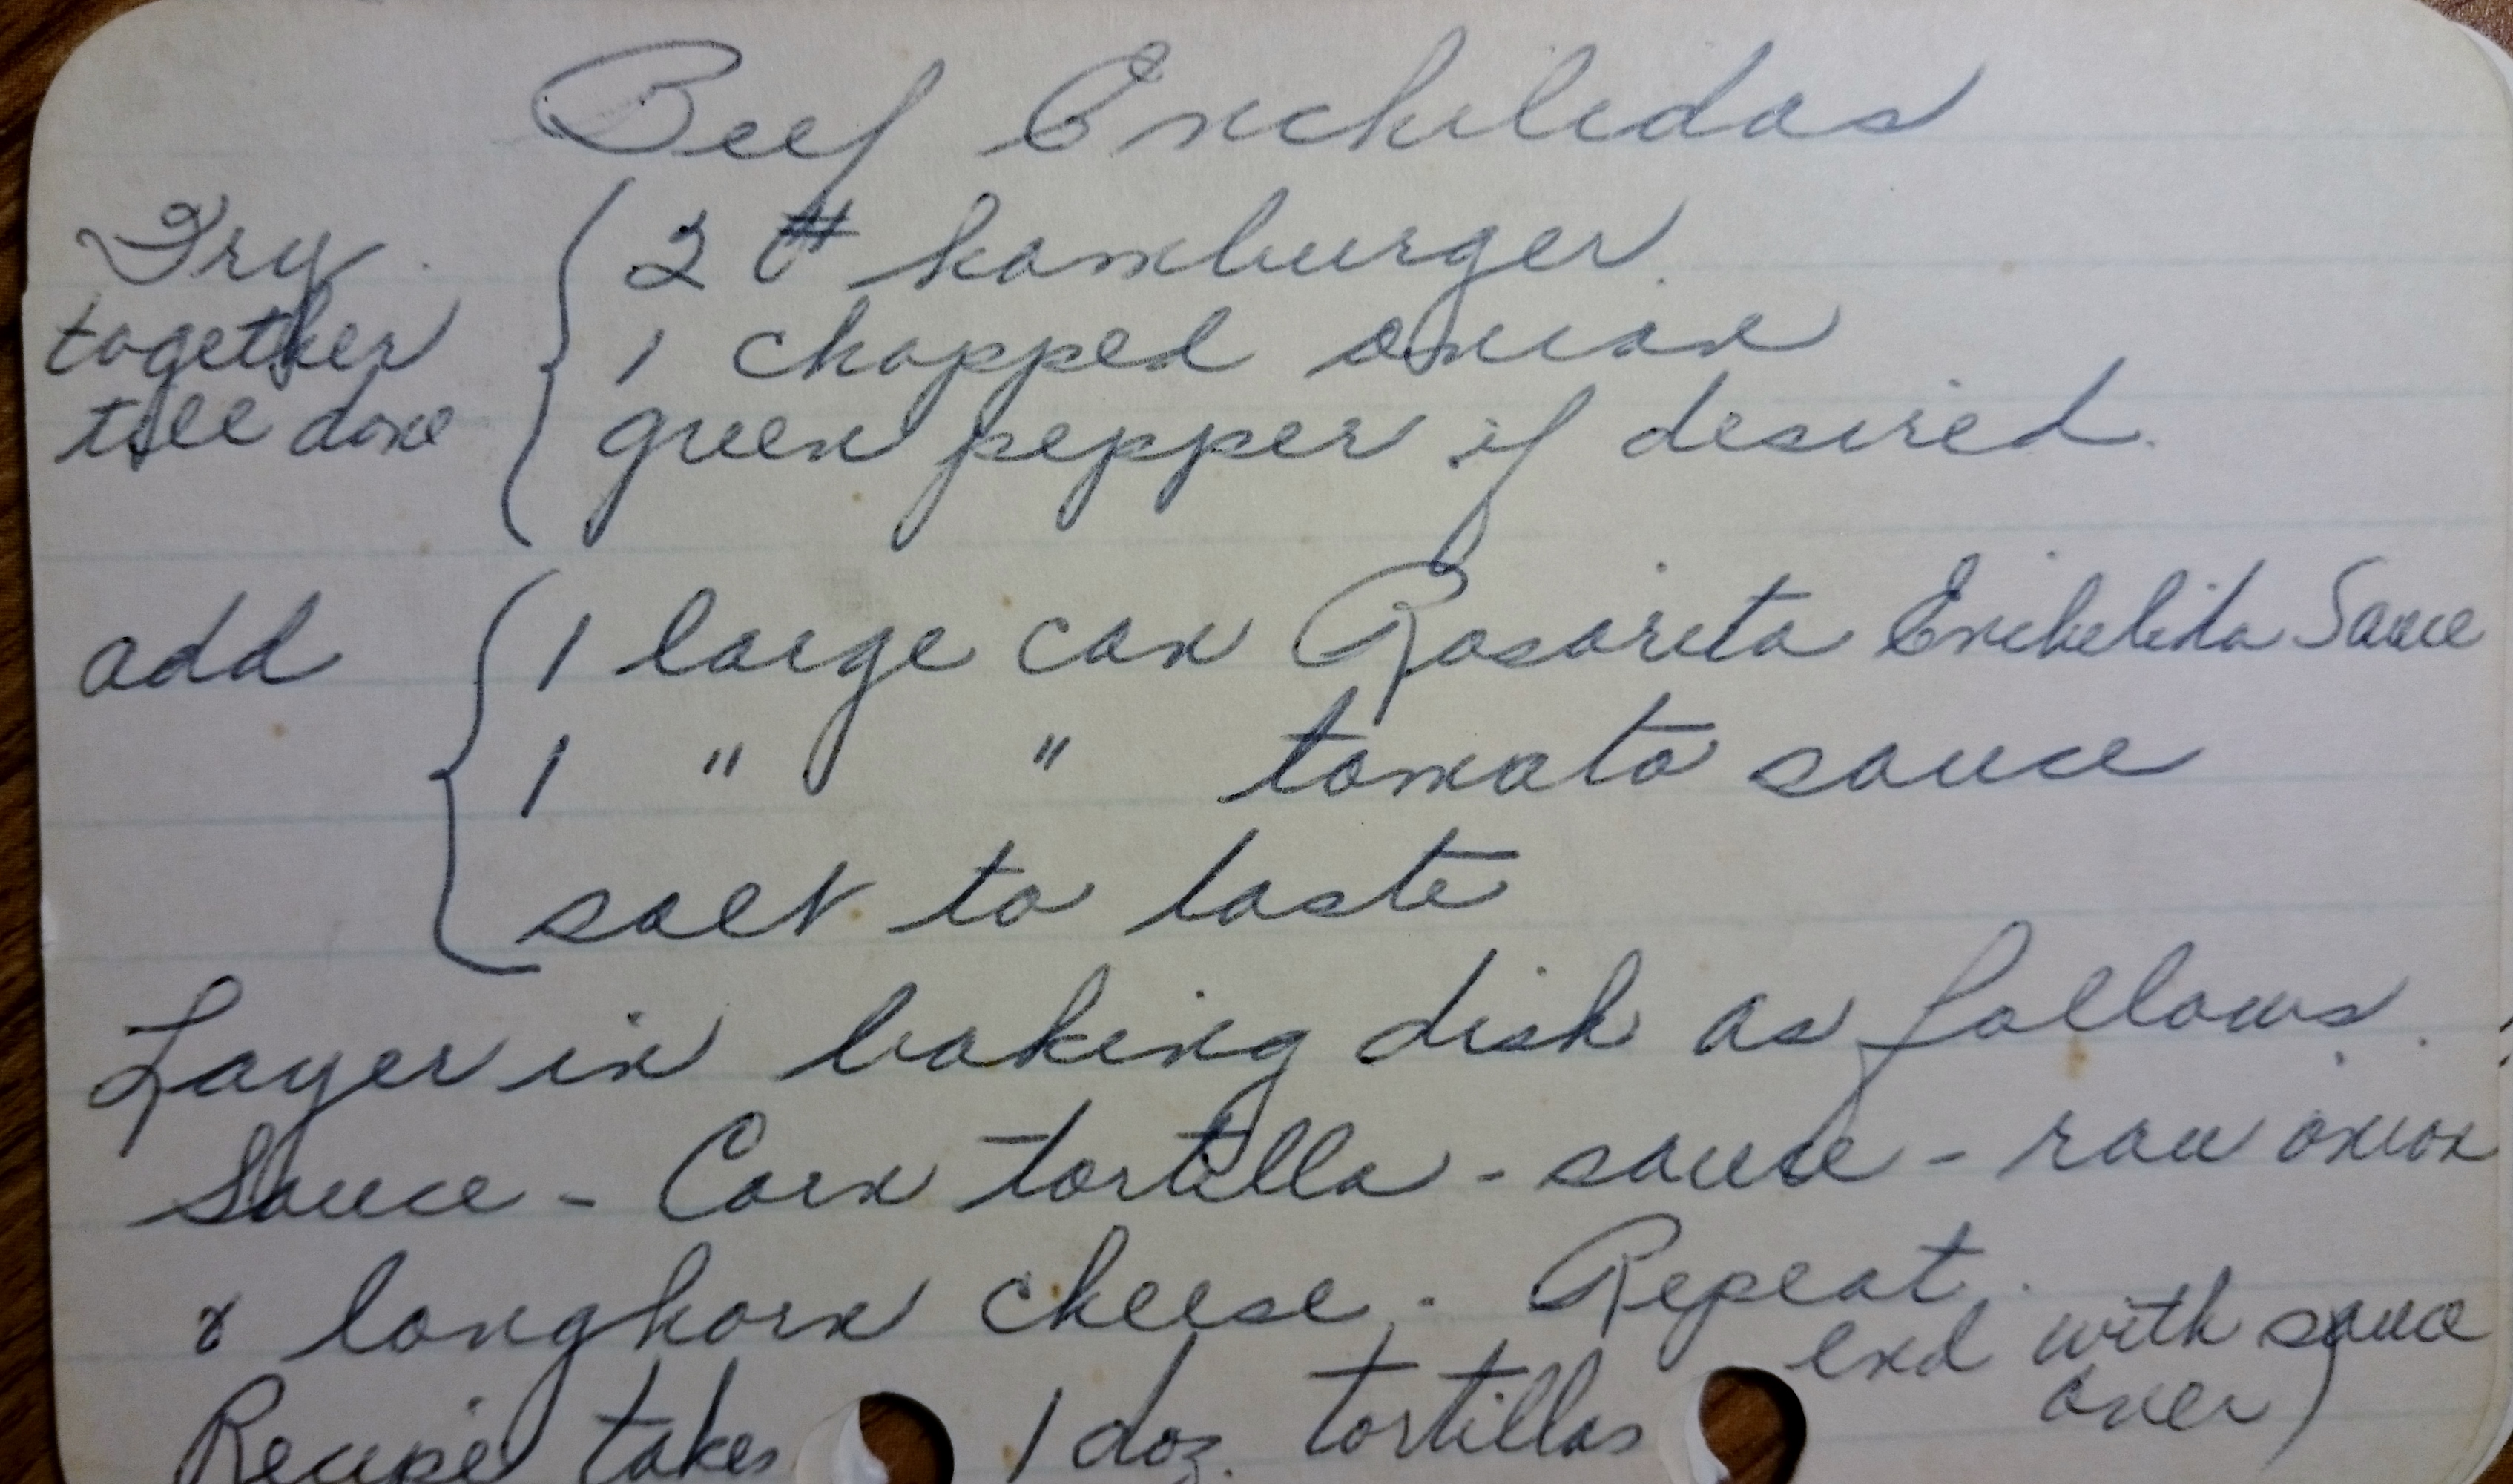 Beef Enchilidas
Fry together till done { 2 # hamburger
1 chopped onion
green pepper if desired.
add { 1 large can Rosarita Enchilida Sauce
1 " " tomato sauce
salt to taste
Layer in baking dish as follows.
Sauce - Corn tortilla - sauce - raw onion
& longhorn cheese. Repeat.
end with sauce
Recipe takes 1 doz. tortillas
over)